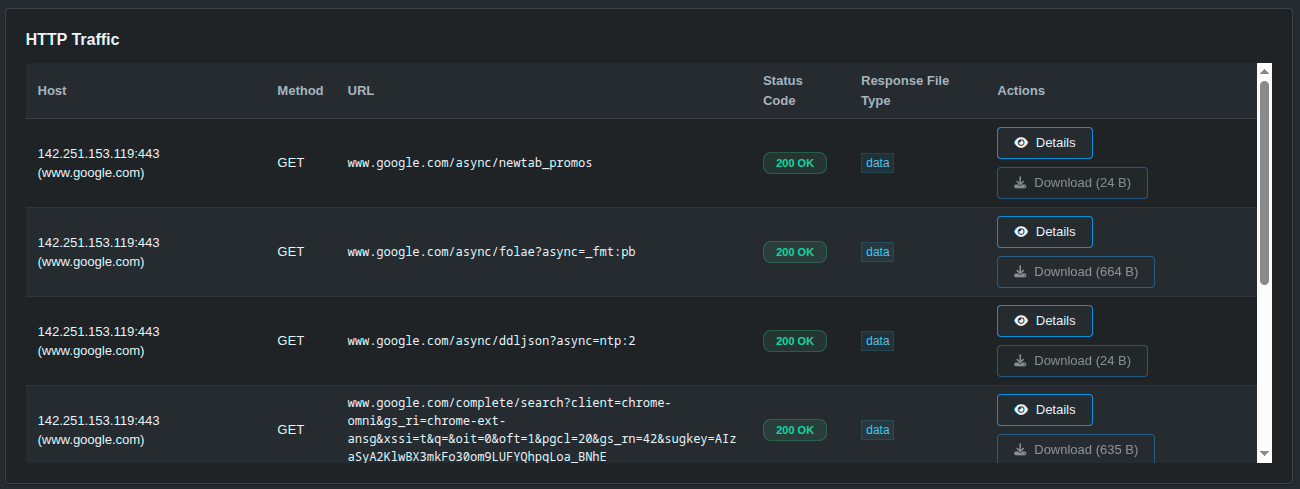 HTTP Traffic
Host Method URL Status Code Response File Type Actions
142.251.153.119:443
(www.google.com)
GET
www.google.com/async/newtab_promos
200 OK
data
Details
Download (24 B)
142.251.153.119:443
(www.google.com)
GET
www.google.com/async/folae?async=_fmt:pb
200 OK
data
Details
Download (664 B)
142.251.153.119:443
(www.google.com)
GET
www.google.com/async/ddljson?async=ntp:2
200 OK
data
Details
Download (24 B)
142.251.153.119:443
(www.google.com)
GET
www.google.com/complete/search?client=chrome-
omni&gs_ri=chrome-ext-
ansg&xssi=t&q=&oit=0&oft=1&pgcl=20&gs_rn=42&sugkey=AIz
aSyA2KlwBX3mkFo30om9LUFYQhpqLoa_BNhE
200 OK
data
Details
Download (635 B)